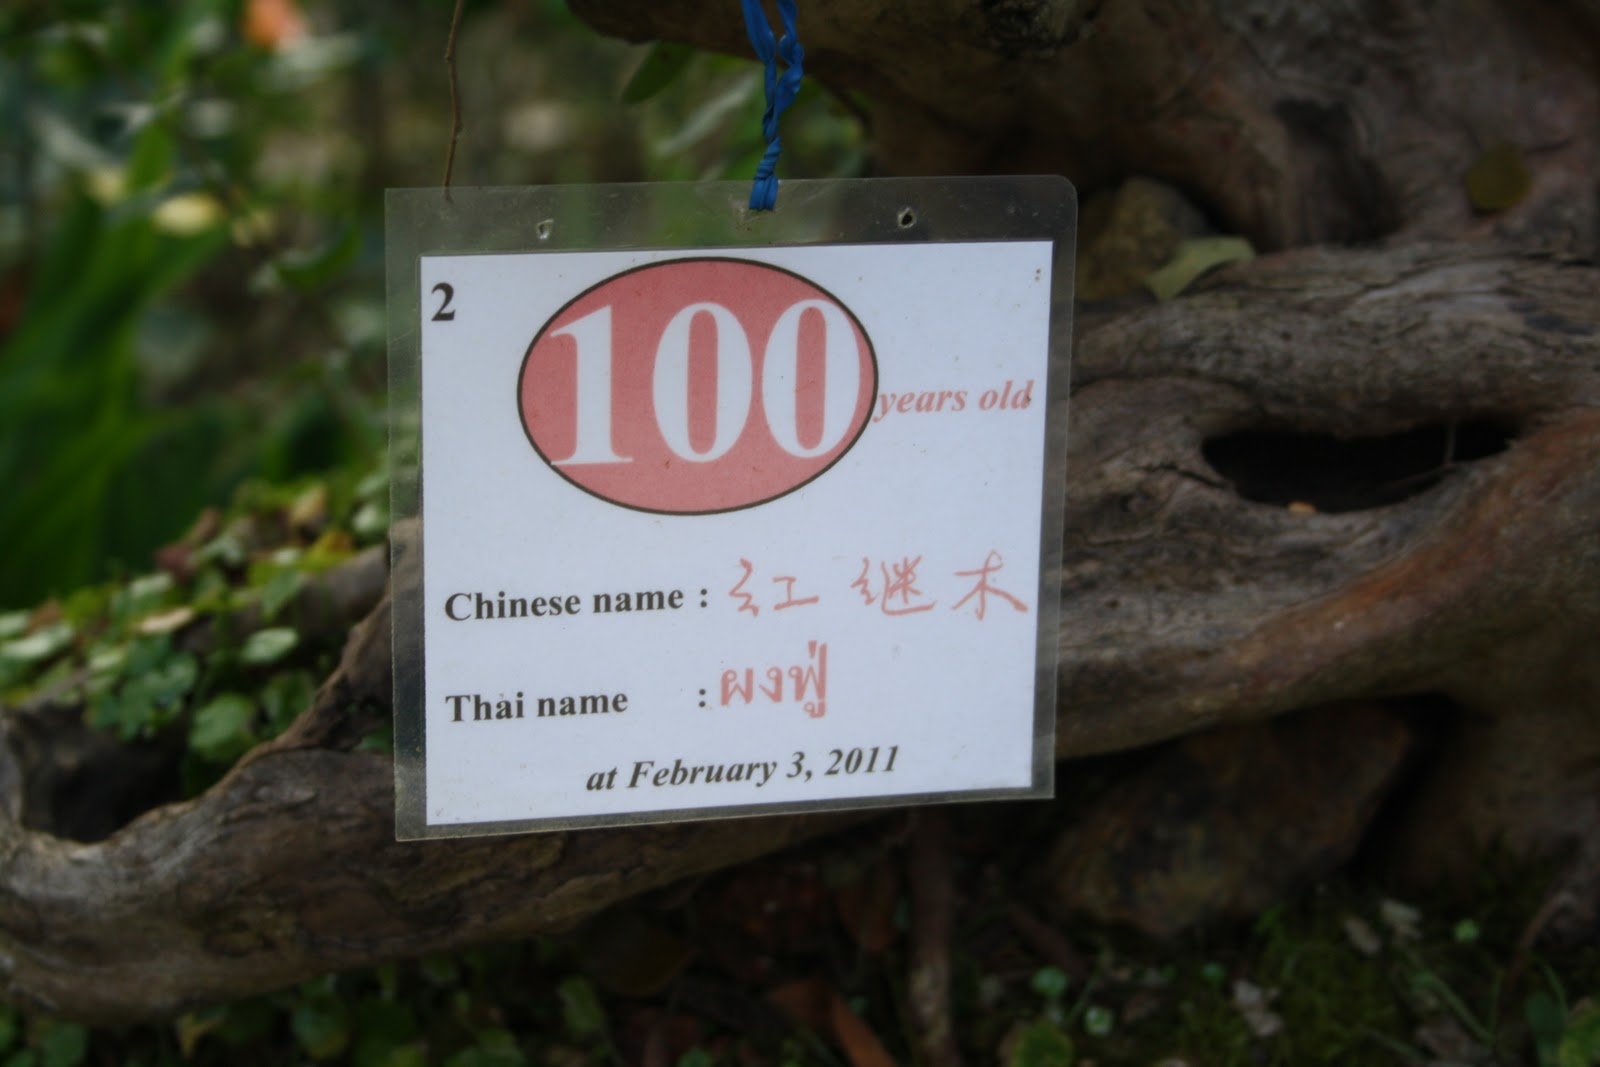 2
100 years old
Chinese name : 红继木
Thai name : ผงฟู่
at February 3, 2011